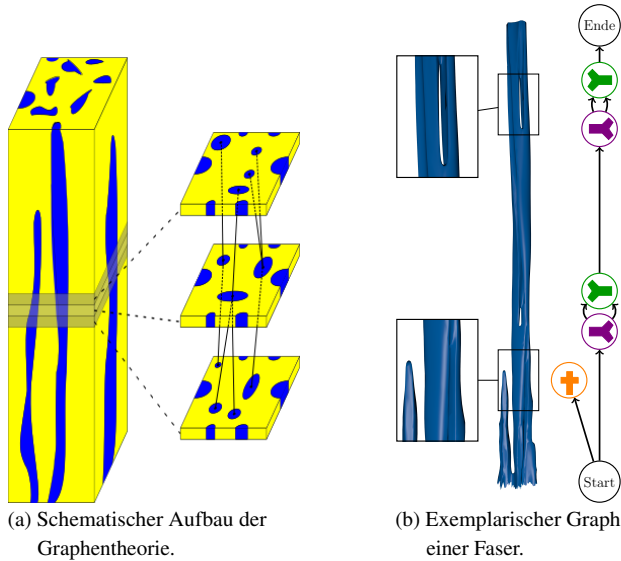 Ende
Start
(a) Schematischer Aufbau der
Graphentheorie.
(b) Exemplarischer Graph
einer Faser.